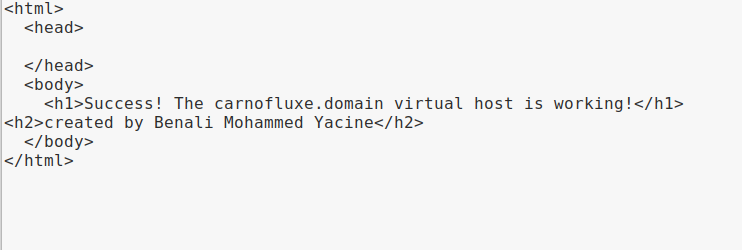 <html>
<head>
</head>
<body>
<h1>Success! The carnofluxe.domain virtual host is working!</h1>
<h2>created by Benali Mohammed Yacine</h2>
</body>
</html>